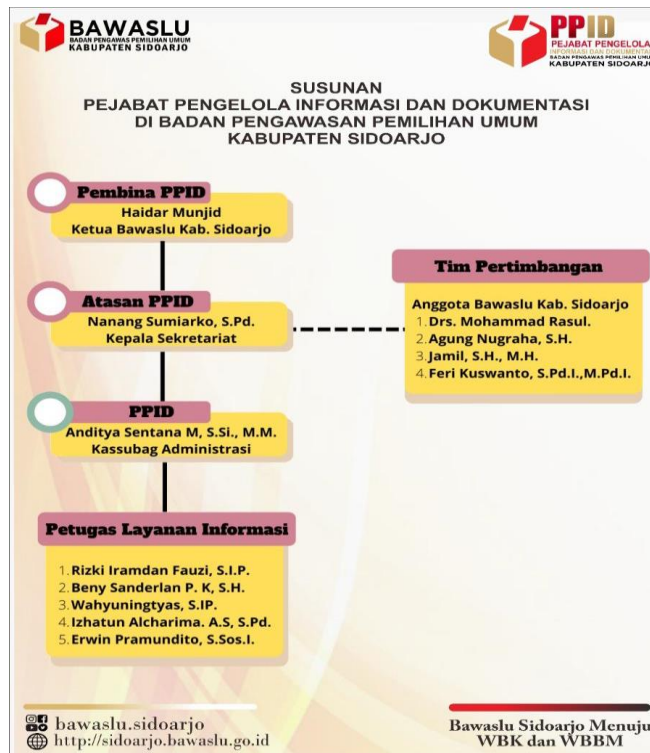 BAWASLU
BADAN PENGAWAS PEMILIHAN UMUM
KABUPATEN SIDOARJO
PPID
PEJABAT PENGELOLA
INFORMASI DAN DOKUMENTASI
BADAN PENGAWAS PEMILIHAN UMUM
KABUPATEN SIDOARJO
SUSUNAN
PEJABAT PENGELOLA INFORMASI DAN DOKUMENTASI
DI BADAN PENGAWASAN PEMILIHAN UMUM
KABUPATEN SIDOARJO
Pembina PPID
Haidar Munjid
Ketua Bawaslu Kab. Sidoarjo
Atasan PPID
Nanang Sumiarko, S.Pd.
Kepala Sekretariat
Tim Pertimbangan
Anggota Bawaslu Kab. Sidoarjo
1. Drs. Mohammad Rasul.
2. Agung Nugraha, S.H.
3. Jamil, S.H., M.H.
4. Feri Kuswanto, S.Pd.I.,M.Pd.I.
PPID
Anditya Sentana M, S.Si., M.M.
Kassubag Administrasi
Petugas Layanan Informasi
1. Rizki Iramdan Fauzi, S.I.P.
2. Beny Sanderlan P. K, S.H.
3. Wahyuningtyas, S.IP.
4. Izhatun Alcharima. A.S, S.Pd.
5. Erwin Pramundito, S.Sos.I.
bawaslu.sidoarjo
http://sidoarjo.bawaslu.go.id
Bawaslu Sidoarjo Menuju
WBK dan WBBM